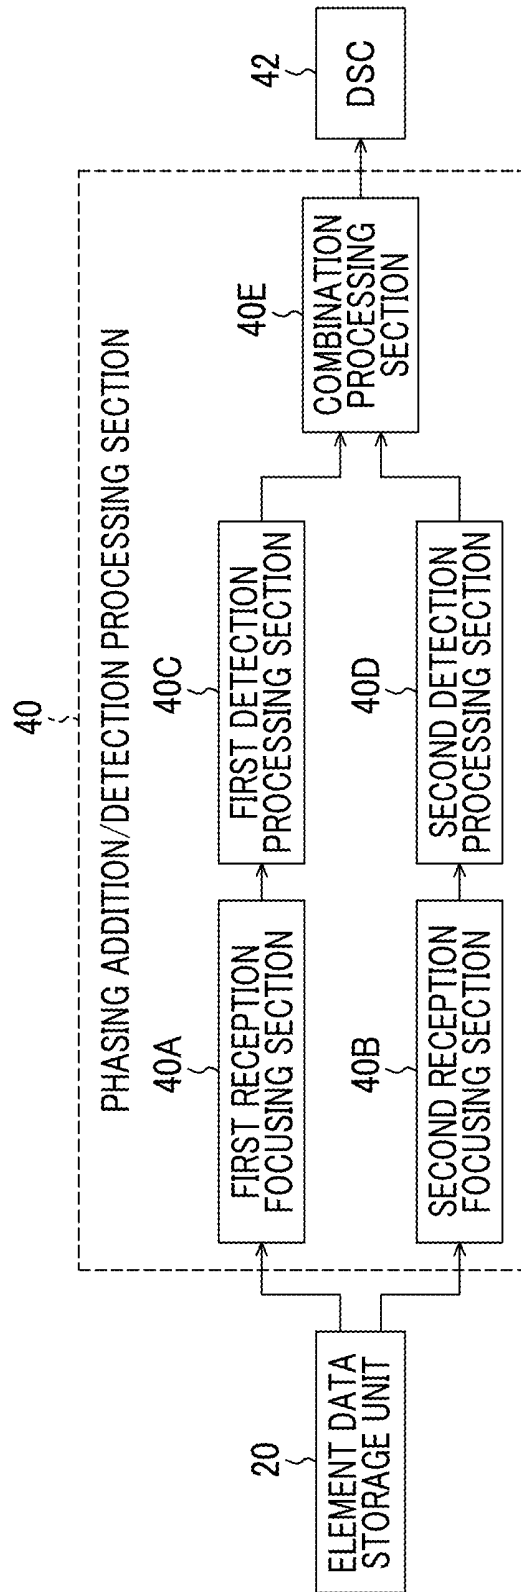 40
PHASING ADDITION/DETECTION PROCESSING SECTION
20
ELEMENT DATA
STORAGE UNIT
40A
FIRST RECEPTION
FOCUSING SECTION
40C
FIRST DETECTION
PROCESSING SECTION
40B
SECOND RECEPTION
FOCUSING SECTION
40D
SECOND DETECTION
PROCESSING SECTION
40E
COMBINATION
PROCESSING
SECTION
42
DSC